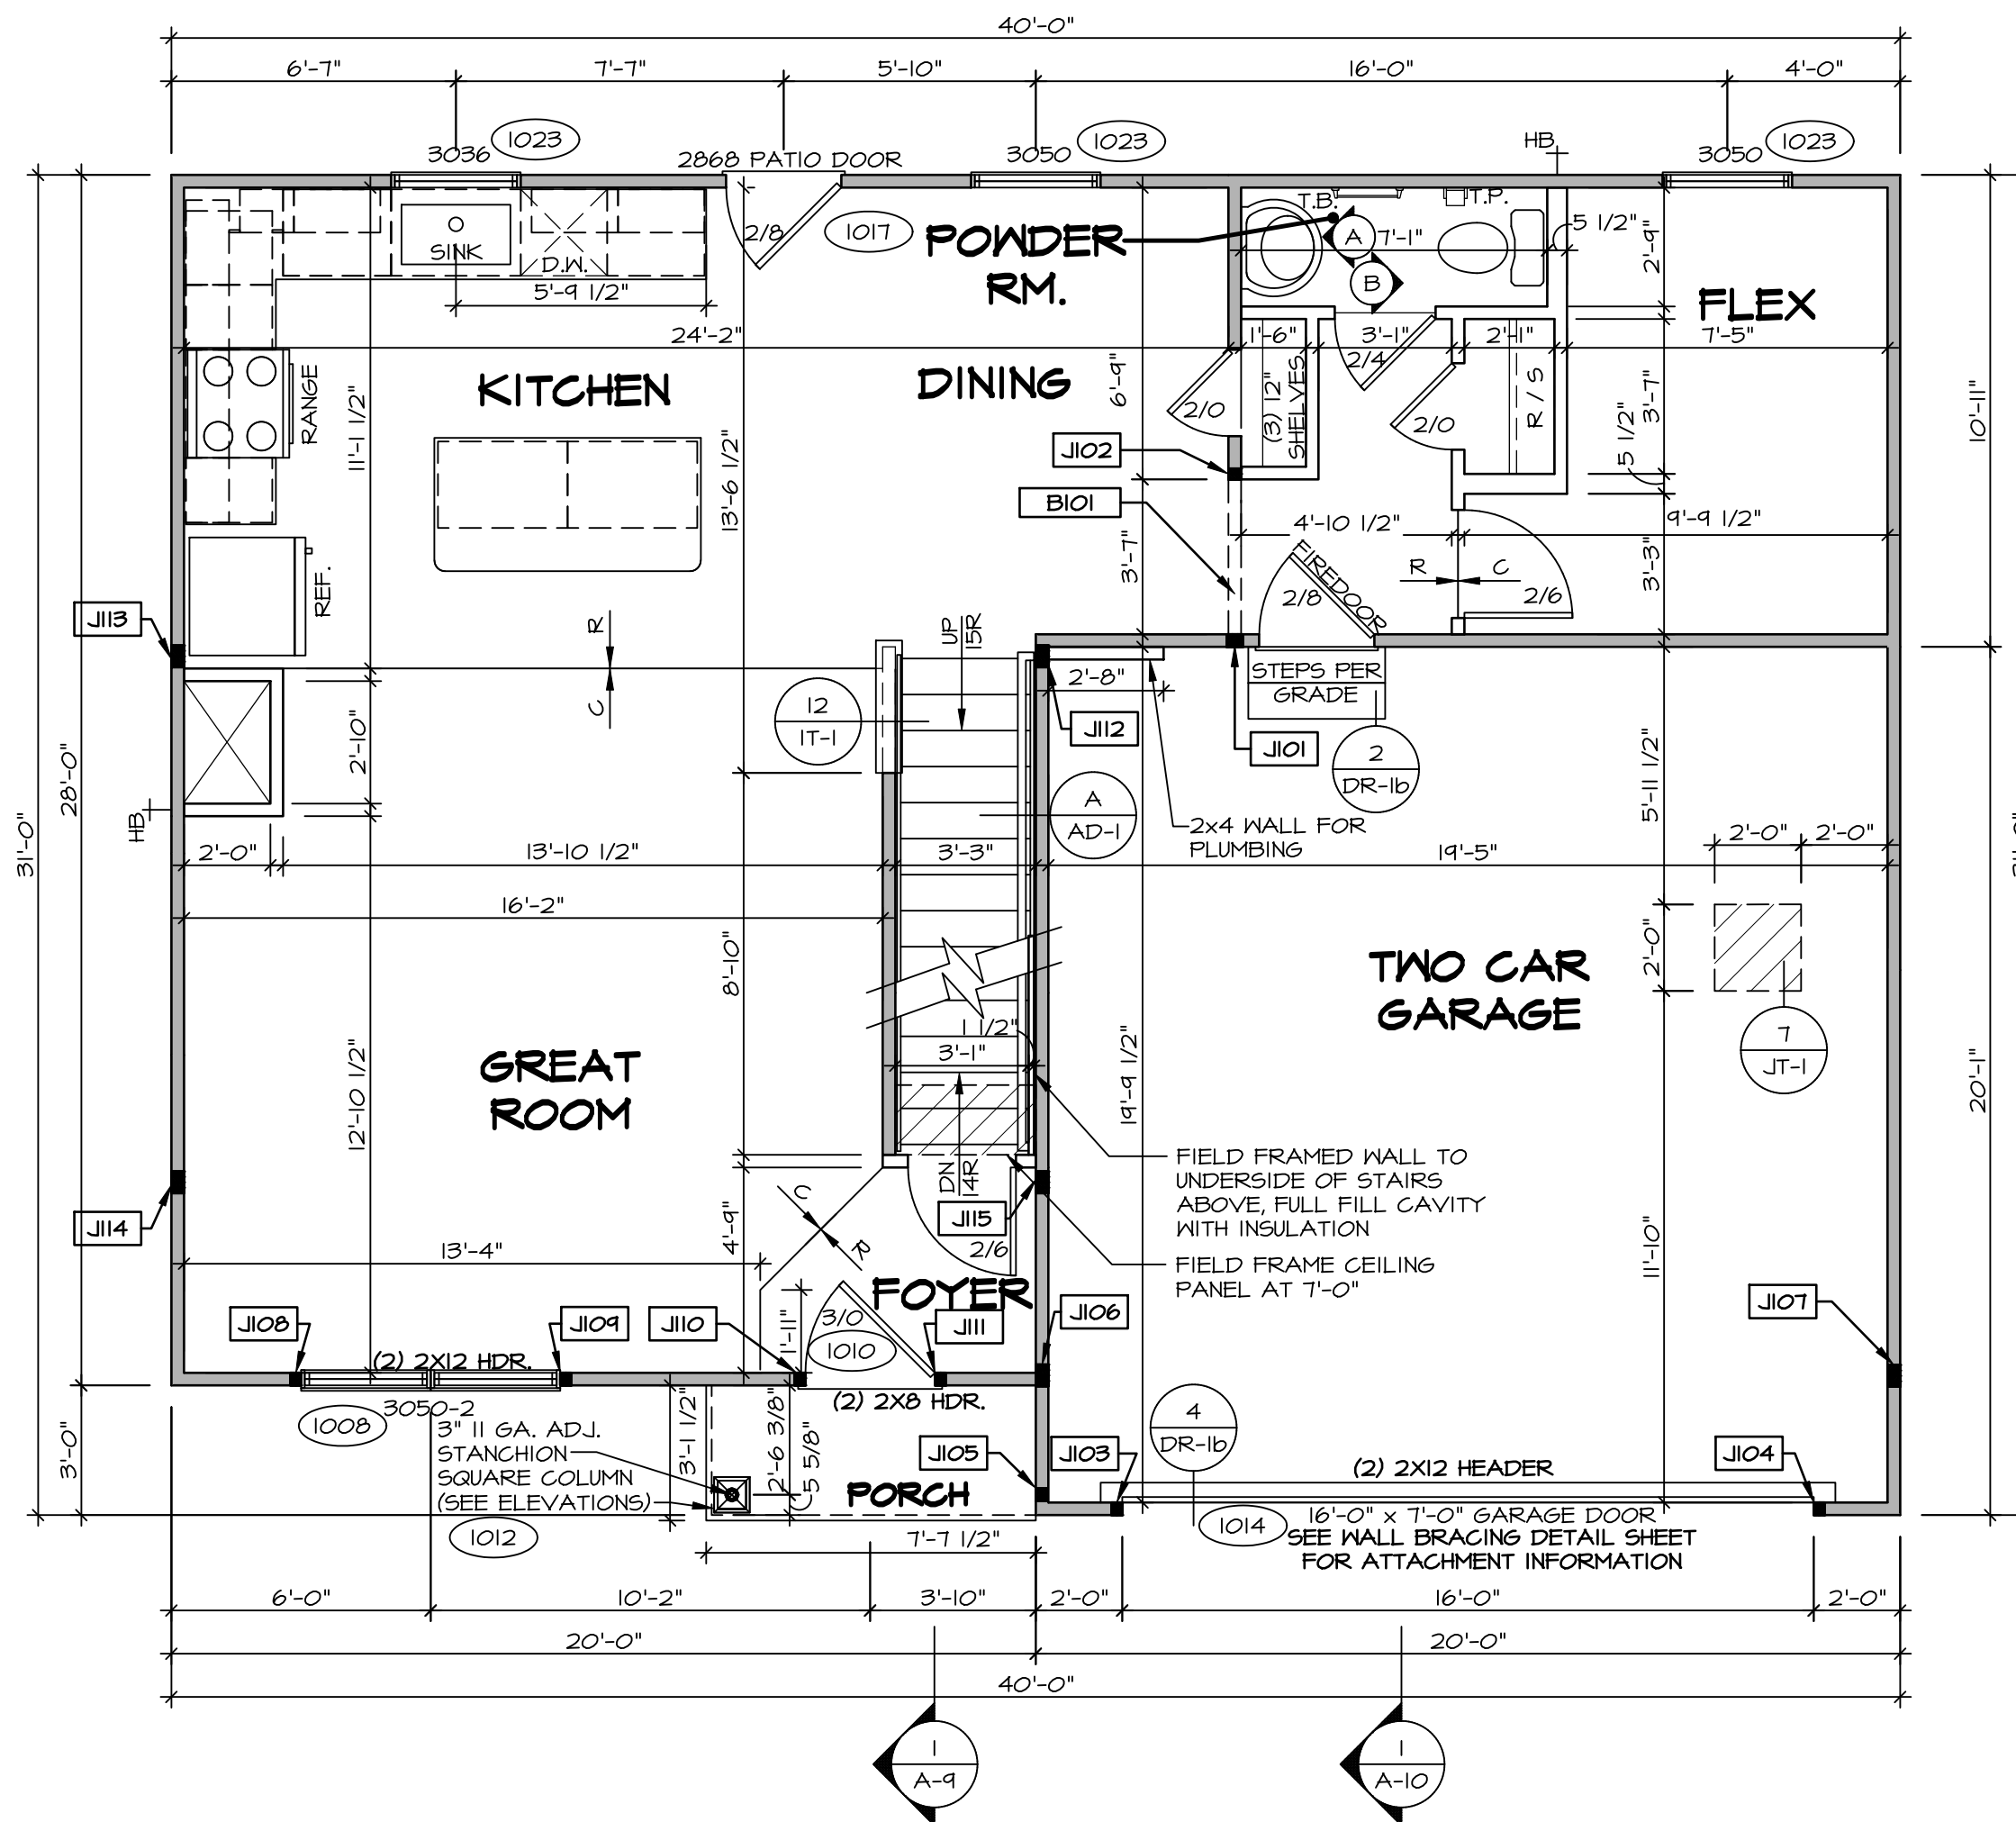 40'-0"
6'-7"
7'-7"
5'-10"
16'-0"
4'-0"
3036
1023
2868 PATIO DOOR
3050
1023
HB
3050
1023
SINK
D.W.
2/8
1017
POWDER
RM.
T.B.
T.P.
A
7'-1"
B
5 1/2"
2'-9"
FLEX
5'-9 1/2"
24'-2"
1'-6"
3'-1"
2'-1"
7'-5"
2/4
RANGE
11'-1 1/2"
KITCHEN
13'-6 1/2"
DINING
6'-9"
2/0
(3) 12"
SHELVES
2/0
R / S
5 1/2"
3'-7"
10'-11"
J102
B101
REF.
3'-7"
4'-10 1/2"
9'-9 1/2"
FIREDOOR
2/8
R
C
2/6
3'-3"
J113
R
C
UP
15R
2'-8"
STEPS PER
GRADE
12
1T-1
J112
J101
2
DR-1b
28'-0"
31'-0"
2'-10"
HB
A
AD-1
2x4 WALL FOR
PLUMBING
5'-11 1/2"
2'-0"
2'-0"
2'-0"
13'-10 1/2"
3'-3"
19'-5"
16'-2"
8'-10"
TWO CAR
GARAGE
2'-0"
7
JT-1
1 1/2"
3'-1"
GREAT
ROOM
12'-10 1/2"
19'-9 1/2"
20'-1"
FIELD FRAMED WALL TO
UNDERSIDE OF STAIRS
ABOVE, FULL FILL CAVITY
WITH INSULATION
DN
14R
J115
J114
C
R
4'-9"
2/6
13'-4"
FIELD FRAME CEILING
PANEL AT 7'-0"
11'-10"
FOYER
J108
J109
J110
1'-11"
3/0
1010
J111
J106
J107
(2) 2X12 HDR.
3050-2
1008
(2) 2X8 HDR.
3" 11 GA. ADJ.
STANCHION
SQUARE COLUMN
(SEE ELEVATIONS)
1012
3'-1 1/2"
2'-6 3/8"
5 5/8"
PORCH
J105
J103
4
DR-1b
J104
(2) 2X12 HEADER
1014
16'-0" x 7'-0" GARAGE DOOR
SEE WALL BRACING DETAIL SHEET
FOR ATTACHMENT INFORMATION
3'-0"
7'-7 1/2"
6'-0"
10'-2"
3'-10"
2'-0"
16'-0"
2'-0"
20'-0"
20'-0"
40'-0"
1
A-9
1
A-10